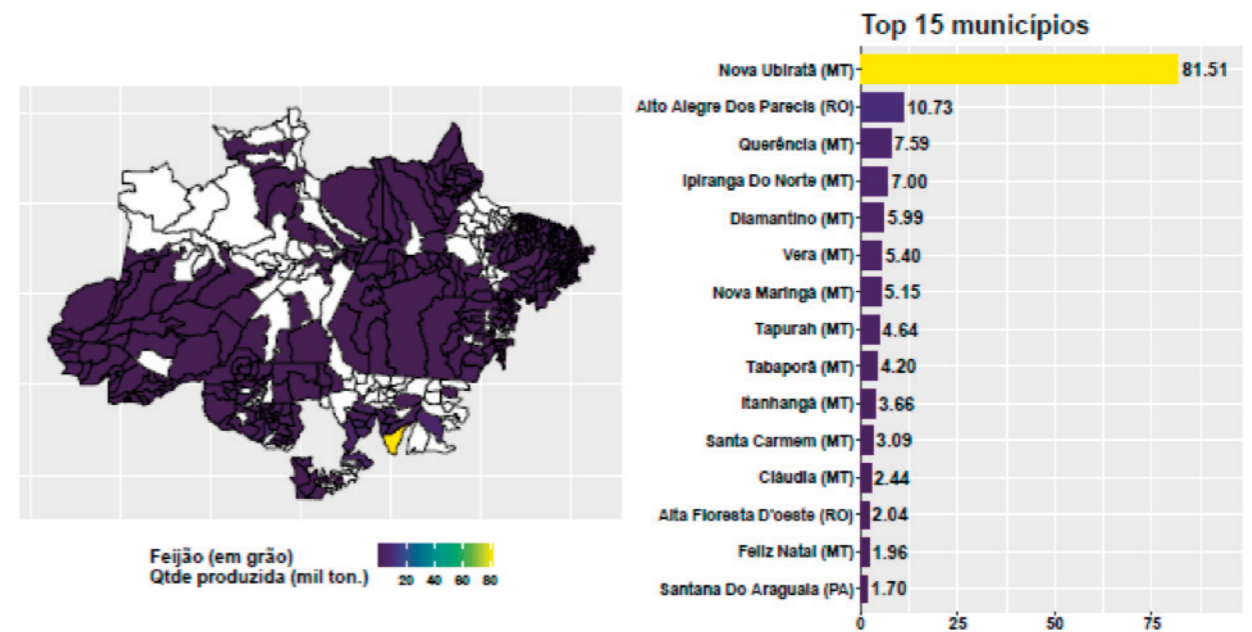 Top 15 municípios
Nova Ubiratã (MT) 81.51
Alto Alegre Dos Parecis (RO) 10.73
Querência (MT) 7.59
Ipiranga Do Norte (MT) 7.00
Diamantino (MT) 5.99
Vera (MT) 5.40
Nova Maringá (MT) 5.15
Tapurah (MT) 4.64
Tabaporã (MT) 4.20
Itanhangá (MT) 3.66
Santa Carmem (MT) 3.09
Cláudia (MT) 2.44
Alta Floresta D'oeste (RO) 2.04
Feliz Natal (MT) 1.96
Santana Do Araguaia (PA) 1.70
0 25 50 75
Feijão (em grão)
Qtde produzida (mil ton.)
20 40 60 80